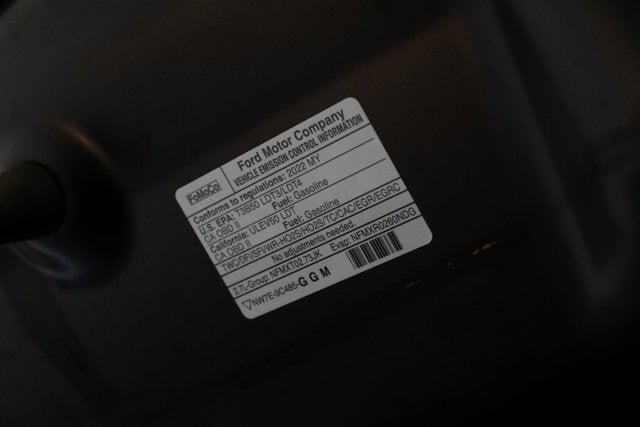 FoMoCo
Ford Motor Company
VEHICLE EMISSION CONTROL INFORMATION
Conforms to regulations: 2022 MY
U.S. EPA: T3B50 LDT3/LDT4
CA OBD II Fuel: Gasoline
California: ULEV50 LDT
CA OBD II Fuel: Gasoline
TWC/DFI/SFI/WR-HO2S/HO2S/TC/CAC/EGR/EGRC
No adjustments needed.
2.7L-Group: NFMXT02.73JK Evap: NFMXR0260NDG
NW7E-9C485-GGM